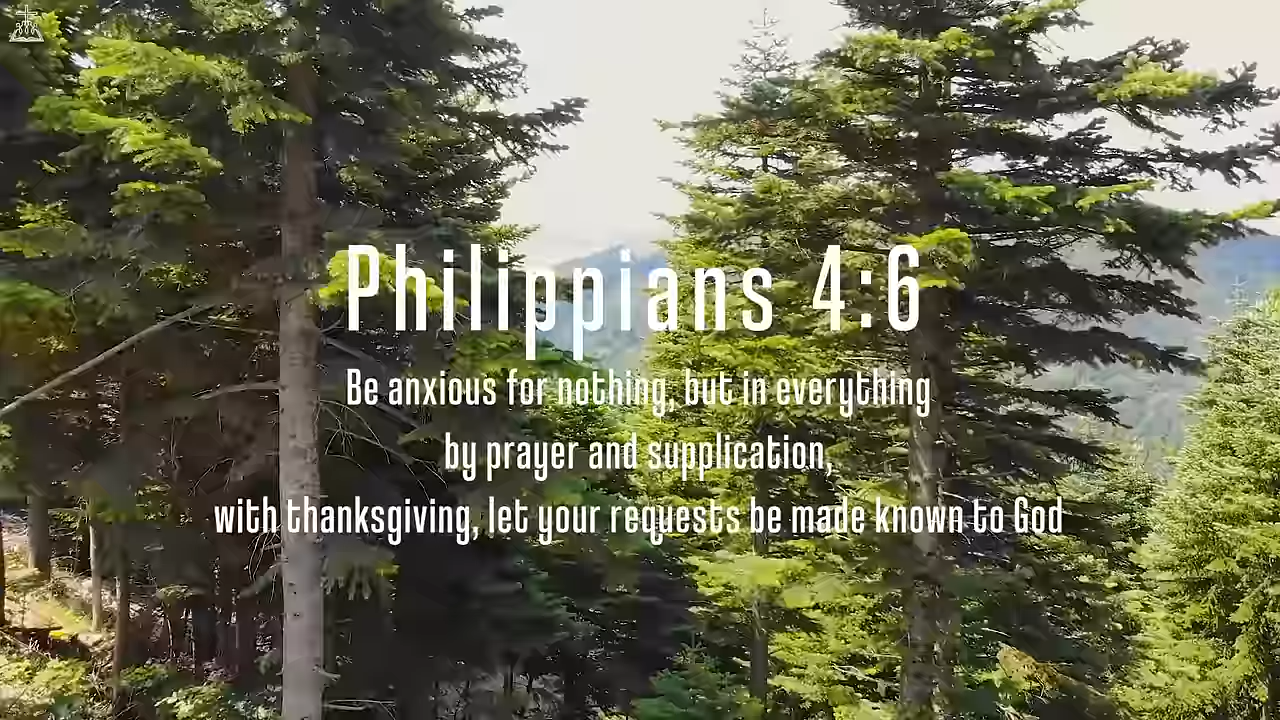 Philippians 4:6
Be anxious for nothing, but in everything
by prayer and supplication,
with thanksgiving, let your requests be made known to God